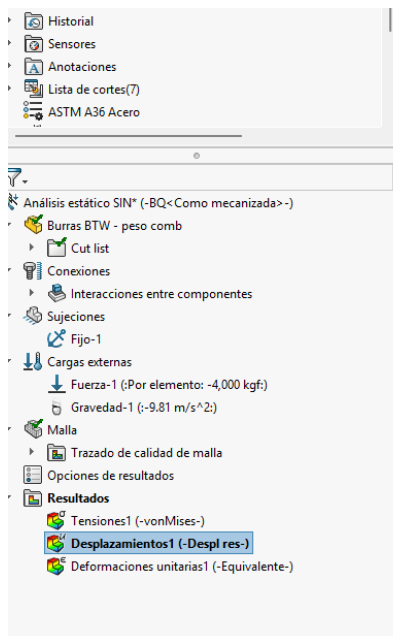 Historial
Sensores
Anotaciones
Lista de cortes(7)
ASTM A36 Acero
Análisis estático SIN* (-BQ<Como mecanizada>-)
Burras BTW - peso comb
Cut list
Conexiones
Interacciones entre componentes
Sujeciones
Fijo-1
Cargas externas
Fuerza-1 (:Por elemento: -4,000 kgf:)
Gravedad-1 (:-9.81 m/s^2:)
Malla
Trazado de calidad de malla
Opciones de resultados
Resultados
Tensiones1 (-vonMises-)
Desplazamientos1 (-Despl res-)
Deformaciones unitarias1 (-Equivalente-)